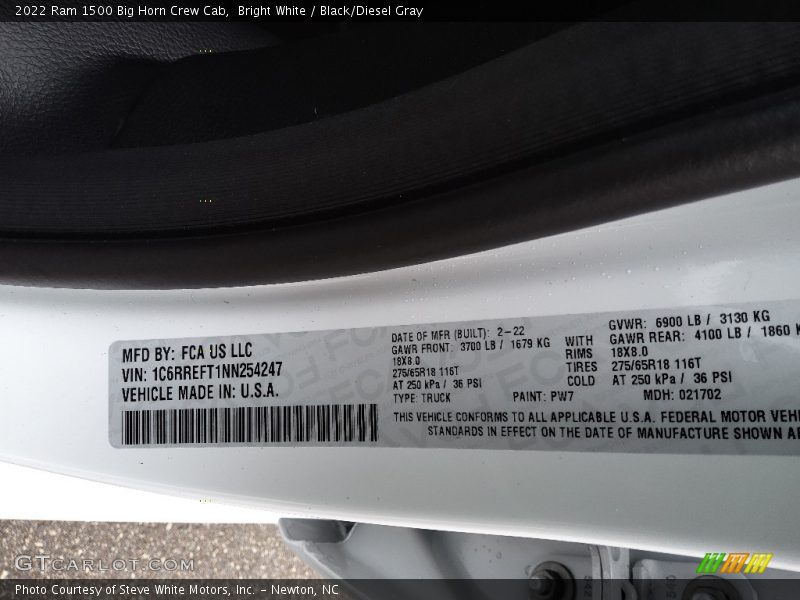 2022 Ram 1500 Big Horn Crew Cab,  Bright White / Black/Diesel Gray
MFD BY: FCA US LLC
VIN: 1C6RREFT1NN254247
VEHICLE MADE IN: U.S.A.
DATE OF MFR (BUILT): 2-22
GAWR FRONT: 3700 LB / 1679 KG
18X8.0
275/65R18 116T
AT 250 kPa / 36 PSI
TYPE: TRUCK
PAINT: PW7
WITH
RIMS
TIRES
COLD
GVWR: 6900 LB / 3130 KG
GAWR REAR: 4100 LB / 1860 K
18X8.0
275/65R18 116T
AT 250 kPa / 36 PSI
MDH: 021702
THIS VEHICLE CONFORMS TO ALL APPLICABLE U.S.A. FEDERAL MOTOR VEHI
STANDARDS IN EFFECT ON THE DATE OF MANUFACTURE SHOWN AB
GTCARLOT.COM
Photo Courtesy of Steve White Motors, Inc. - Newton, NC